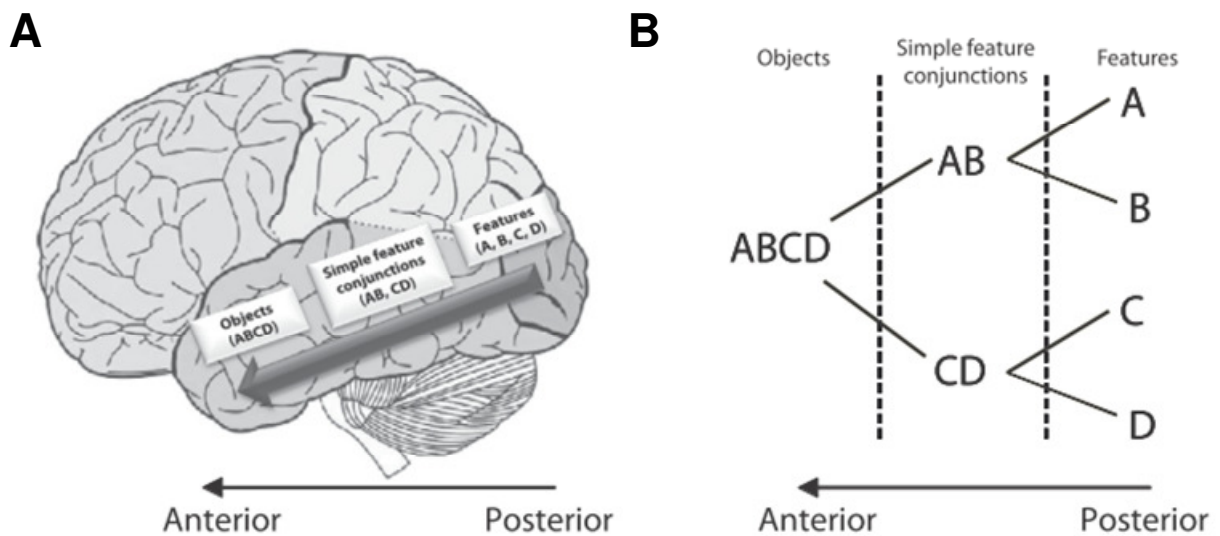 A
Objects
(ABCD)
Simple feature
conjunctions
(AB, CD)
Features
(A, B, C, D)
Anterior
Posterior
B
Objects
Simple feature
conjunctions
Features
A
AB
B
ABCD
C
CD
D
Anterior
Posterior